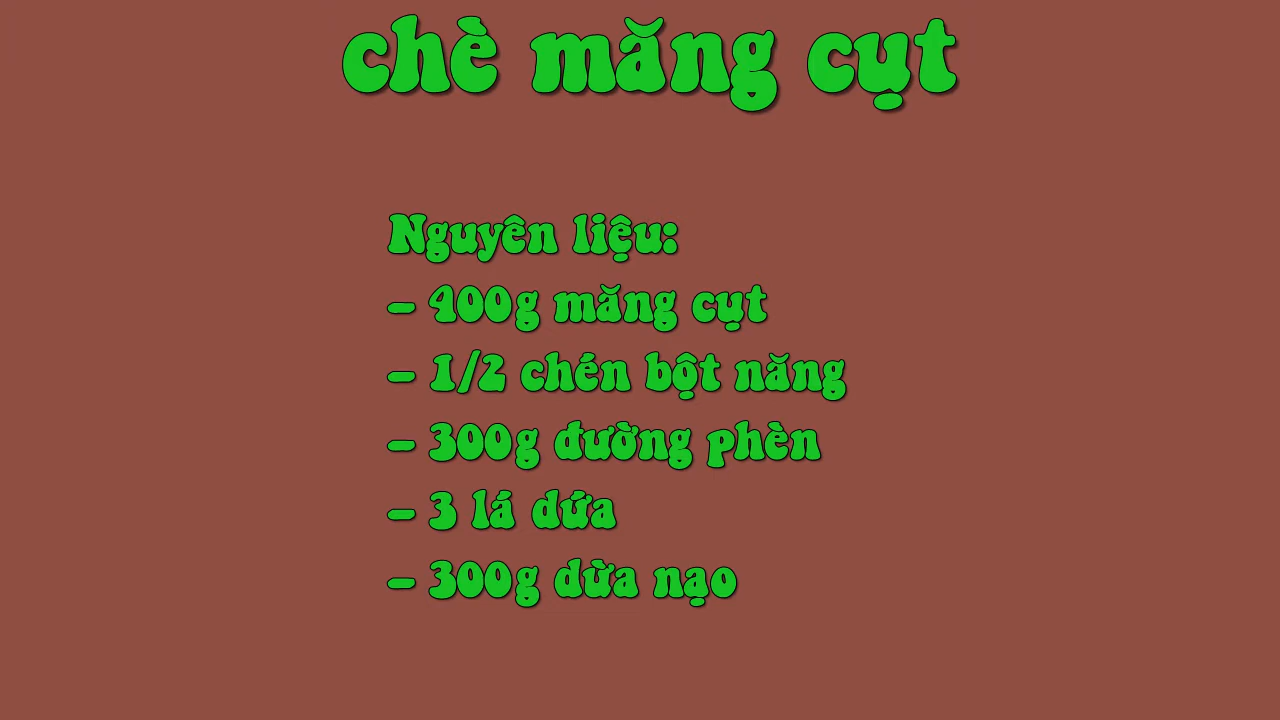 chè măng cụt
Nguyên liệu:
- 400g măng cụt
- 1/2 chén bột năng
- 300g đường phèn
- 3 lá dứa
- 300g dừa nạo